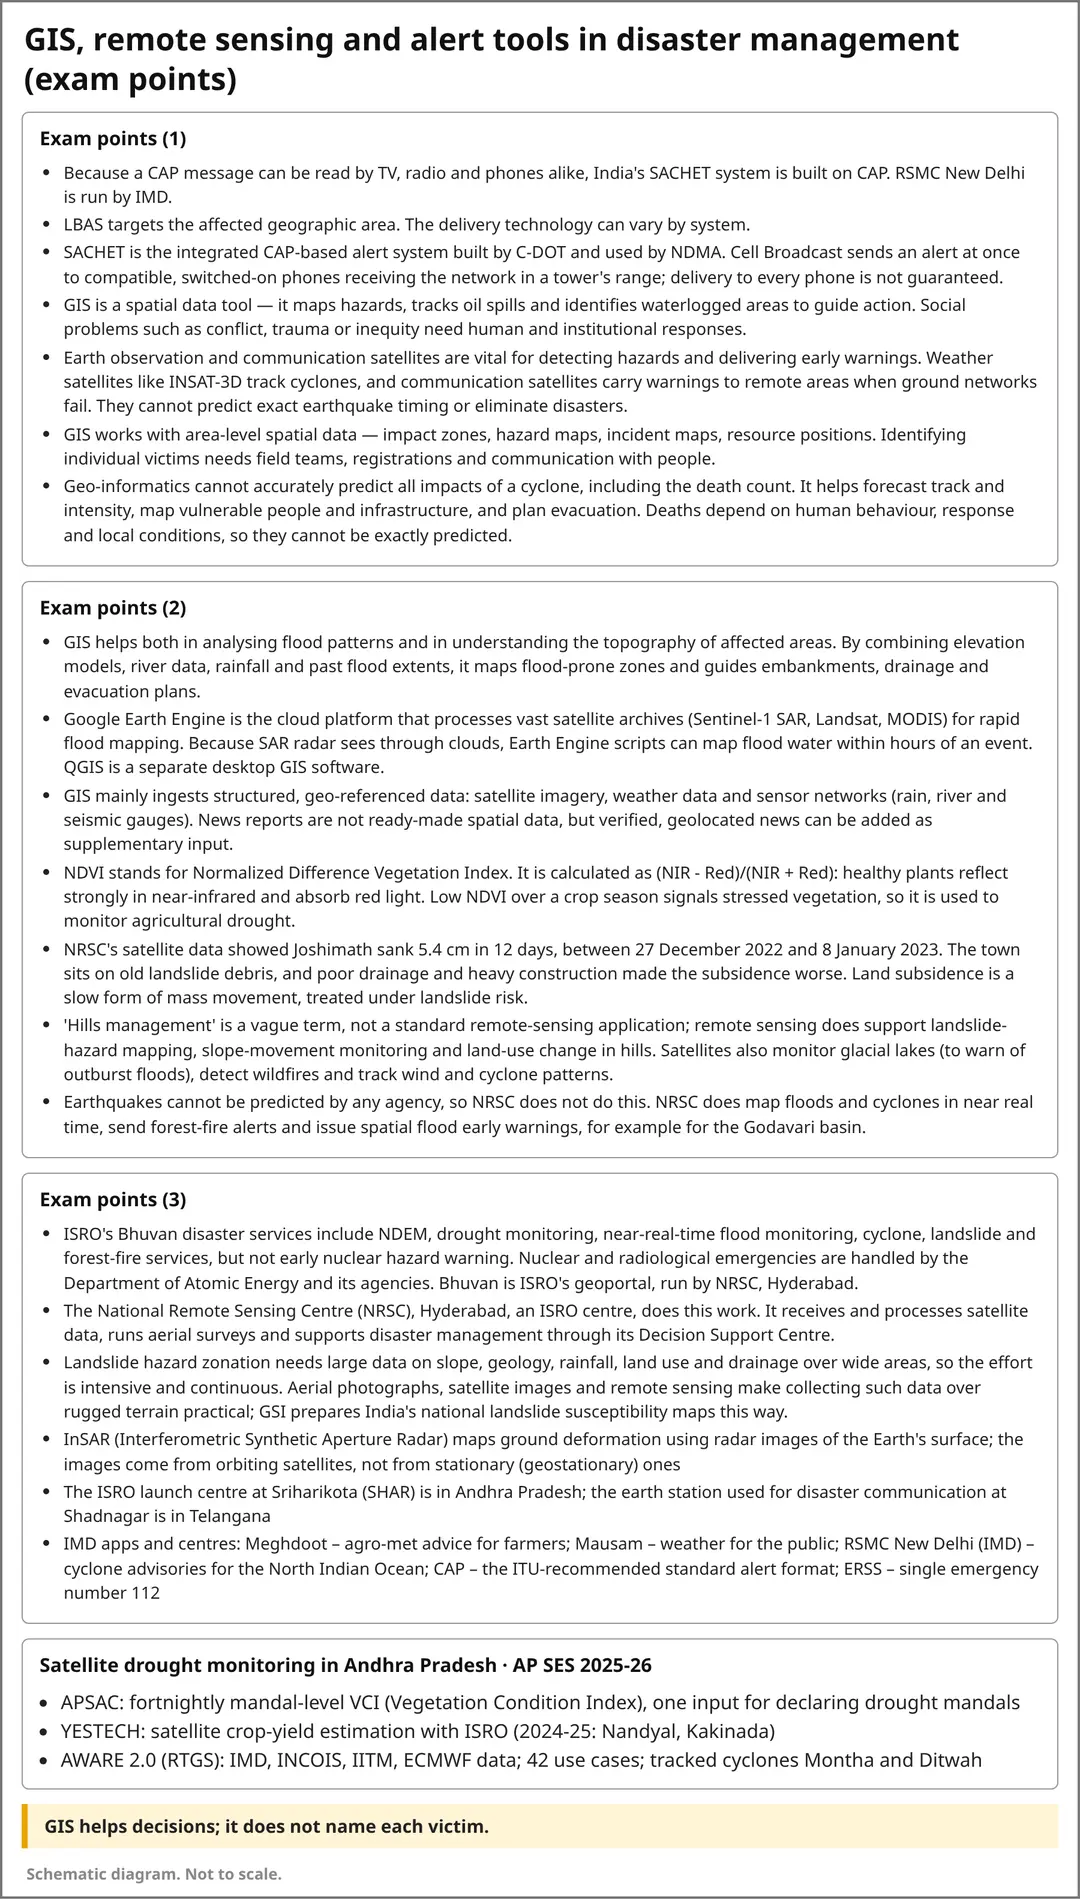 GIS, remote sensing and alert tools in disaster management
(exam points)
Exam points (1)
• Because a CAP message can be read by TV, radio and phones alike, India's SACHET system is built on CAP. RSMC New Delhi
is run by IMD.
• LBAS targets the affected geographic area. The delivery technology can vary by system.
• SACHET is the integrated CAP-based alert system built by C-DOT and used by NDMA. Cell Broadcast sends an alert at once
to compatible, switched-on phones receiving the network in a tower's range; delivery to every phone is not guaranteed.
• GIS is a spatial data tool — it maps hazards, tracks oil spills and identifies waterlogged areas to guide action. Social
problems such as conflict, trauma or inequity need human and institutional responses.
• Earth observation and communication satellites are vital for detecting hazards and delivering early warnings. Weather
satellites like INSAT-3D track cyclones, and communication satellites carry warnings to remote areas when ground networks
fail. They cannot predict exact earthquake timing or eliminate disasters.
• GIS works with area-level spatial data — impact zones, hazard maps, incident maps, resource positions. Identifying
individual victims needs field teams, registrations and communication with people.
• Geo-informatics cannot accurately predict all impacts of a cyclone, including the death count. It helps forecast track and
intensity, map vulnerable people and infrastructure, and plan evacuation. Deaths depend on human behaviour, response
and local conditions, so they cannot be exactly predicted.
Exam points (2)
• GIS helps both in analysing flood patterns and in understanding the topography of affected areas. By combining elevation
models, river data, rainfall and past flood extents, it maps flood-prone zones and guides embankments, drainage and
evacuation plans.
• Google Earth Engine is the cloud platform that processes vast satellite archives (Sentinel-1 SAR, Landsat, MODIS) for rapid
flood mapping. Because SAR radar sees through clouds, Earth Engine scripts can map flood water within hours of an event.
QGIS is a separate desktop GIS software.
• GIS mainly ingests structured, geo-referenced data: satellite imagery, weather data and sensor networks (rain, river and
seismic gauges). News reports are not ready-made spatial data, but verified, geolocated news can be added as
supplementary input.
• NDVI stands for Normalized Difference Vegetation Index. It is calculated as (NIR - Red)/(NIR + Red): healthy plants reflect
strongly in near-infrared and absorb red light. Low NDVI over a crop season signals stressed vegetation, so it is used to
monitor agricultural drought.
• NRSC's satellite data showed Joshimath sank 5.4 cm in 12 days, between 27 December 2022 and 8 January 2023. The town
sits on old landslide debris, and poor drainage and heavy construction made the subsidence worse. Land subsidence is a
slow form of mass movement, treated under landslide risk.
• 'Hills management' is a vague term, not a standard remote-sensing application; remote sensing does support landslide-
hazard mapping, slope-movement monitoring and land-use change in hills. Satellites also monitor glacial lakes (to warn of
outburst floods), detect wildfires and track wind and cyclone patterns.
• Earthquakes cannot be predicted by any agency, so NRSC does not do this. NRSC does map floods and cyclones in near real
time, send forest-fire alerts and issue spatial flood early warnings, for example for the Godavari basin.
Exam points (3)
• ISRO's Bhuvan disaster services include NDEM, drought monitoring, near-real-time flood monitoring, cyclone, landslide and
forest-fire services, but not early nuclear hazard warning. Nuclear and radiological emergencies are handled by the
Department of Atomic Energy and its agencies. Bhuvan is ISRO's geoportal, run by NRSC, Hyderabad.
• The National Remote Sensing Centre (NRSC), Hyderabad, an ISRO centre, does this work. It receives and processes satellite
data, runs aerial surveys and supports disaster management through its Decision Support Centre.
• Landslide hazard zonation needs large data on slope, geology, rainfall, land use and drainage over wide areas, so the effort
is intensive and continuous. Aerial photographs, satellite images and remote sensing make collecting such data over
rugged terrain practical; GSI prepares India's national landslide susceptibility maps this way.
• InSAR (Interferometric Synthetic Aperture Radar) maps ground deformation using radar images of the Earth's surface; the
images come from orbiting satellites, not from stationary (geostationary) ones
• The ISRO launch centre at Sriharikota (SHAR) is in Andhra Pradesh; the earth station used for disaster communication at
Shadnagar is in Telangana
• IMD apps and centres: Meghdoot – agro-met advice for farmers; Mausam – weather for the public; RSMC New Delhi (IMD) –
cyclone advisories for the North Indian Ocean; CAP – the ITU-recommended standard alert format; ERSS – single emergency
number 112
Satellite drought monitoring in Andhra Pradesh · AP SES 2025-26
• APSAC: fortnightly mandal-level VCI (Vegetation Condition Index), one input for declaring drought mandals
• YESTECH: satellite crop-yield estimation with ISRO (2024-25: Nandyal, Kakinada)
• AWARE 2.0 (RTGS): IMD, INCOIS, IITM, ECMWF data; 42 use cases; tracked cyclones Montha and Ditwah
GIS helps decisions; it does not name each victim.
Schematic diagram. Not to scale.